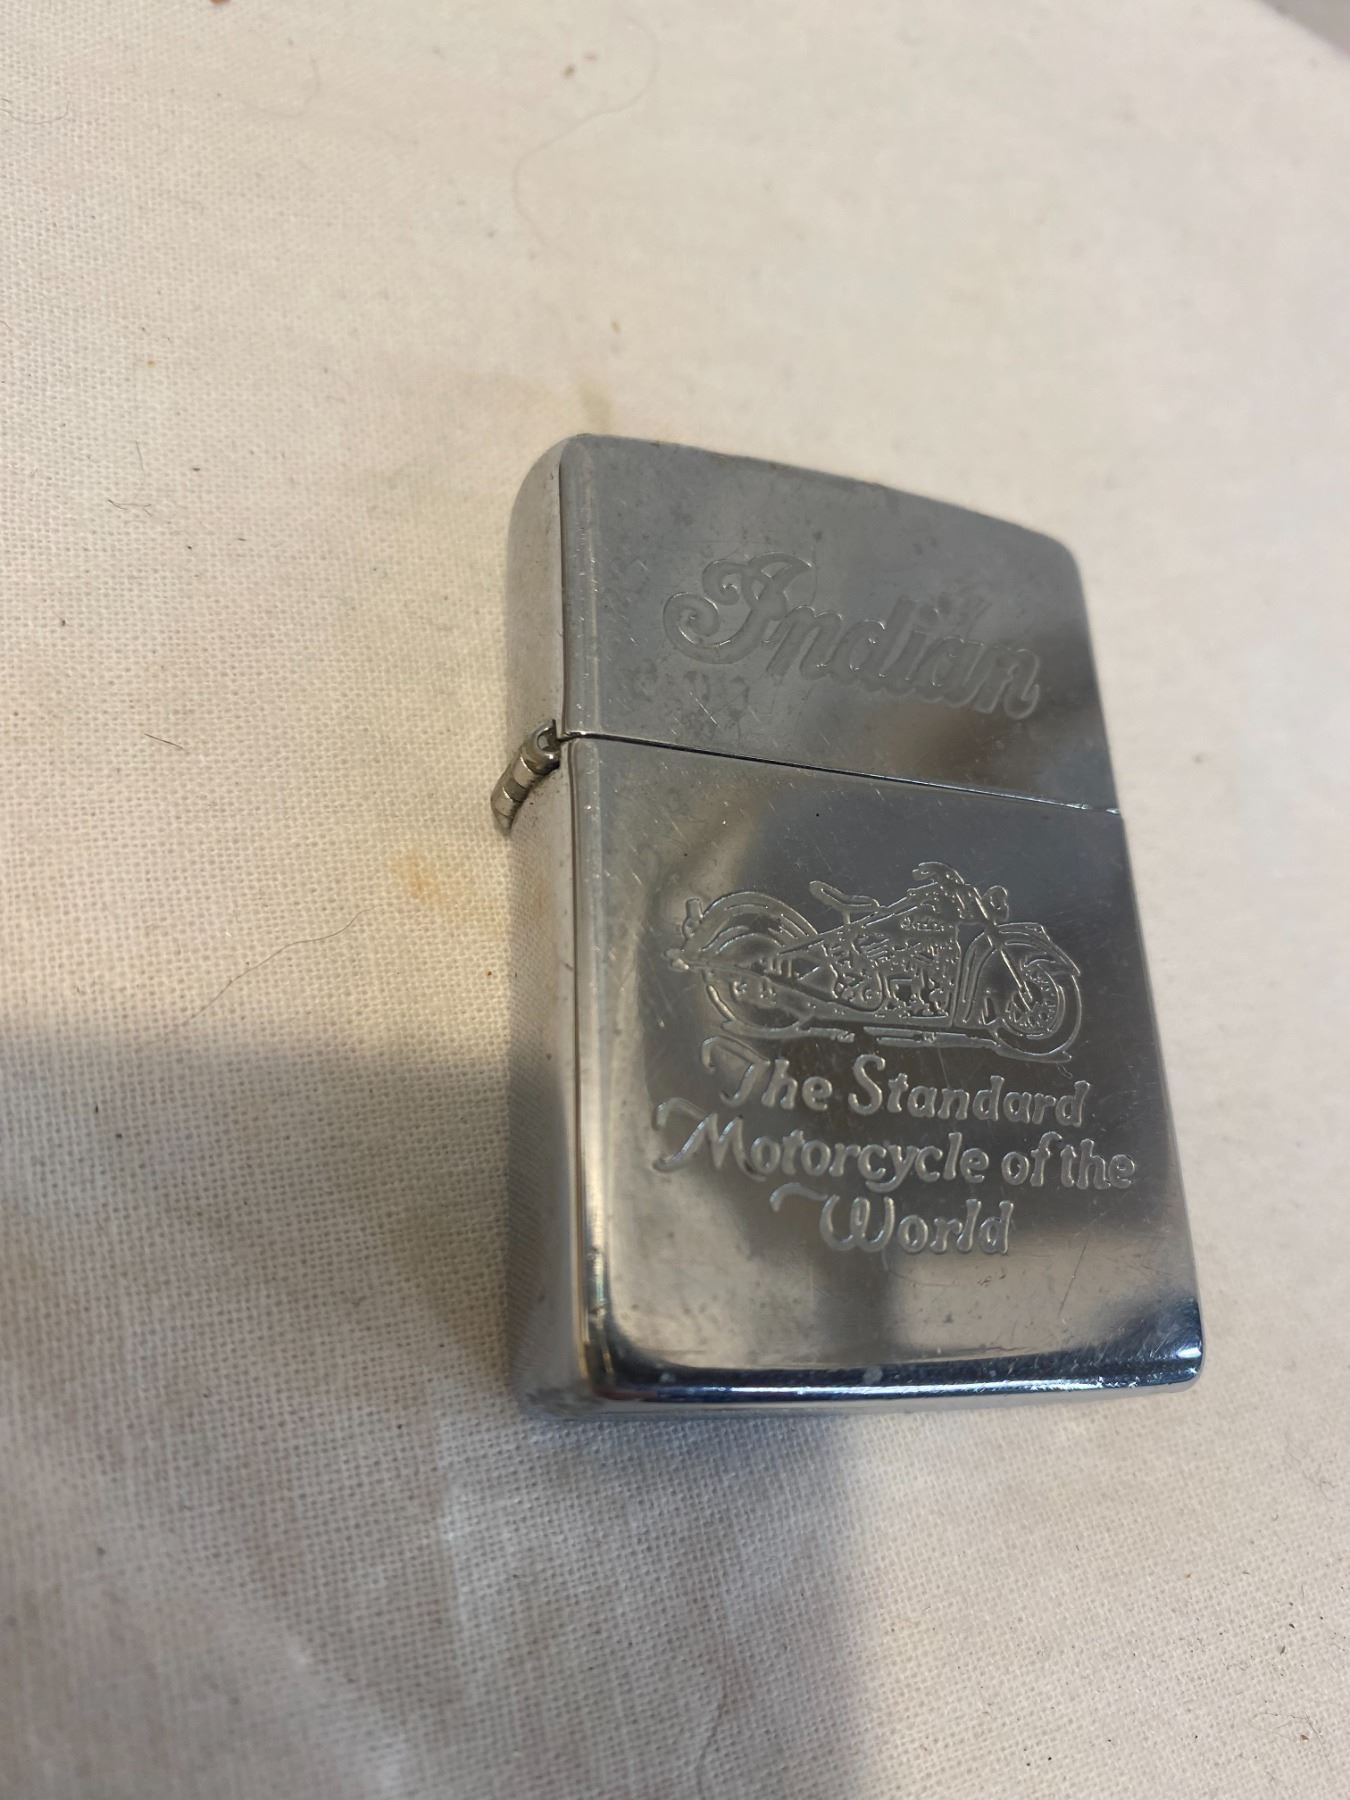 Indian
The Standard
Motorcycle of the
World